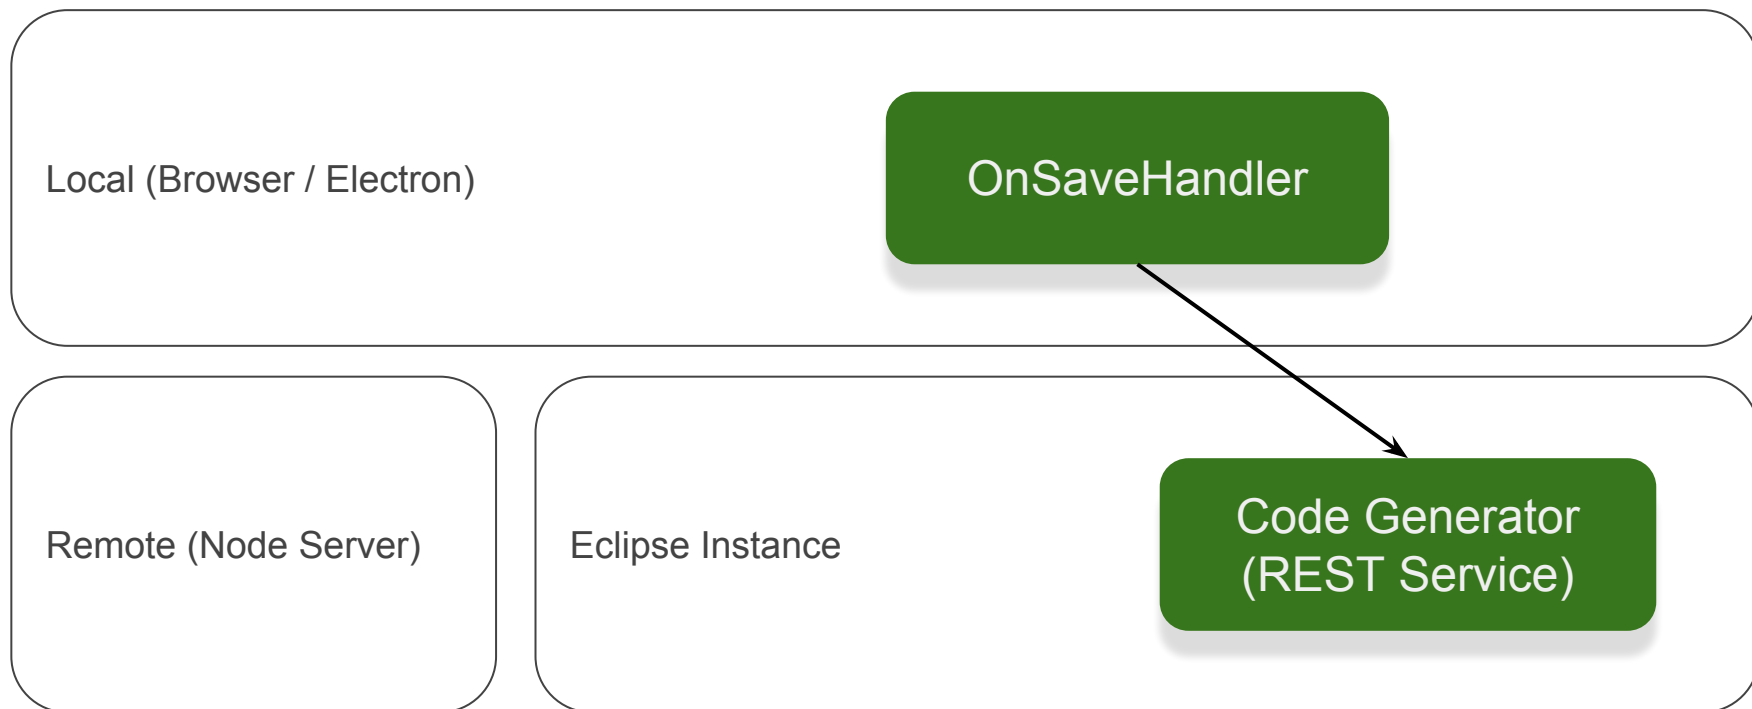 Local (Browser / Electron)
OnSaveHandler
Remote (Node Server)
Eclipse Instance
Code Generator
(REST Service)